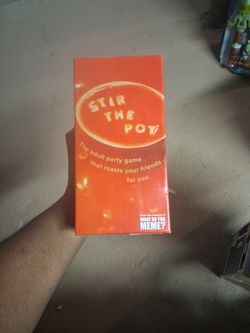 STIR
THE
POT
The adult party game
that roasts your friends
for you
WHAT DO YOU
MEME?